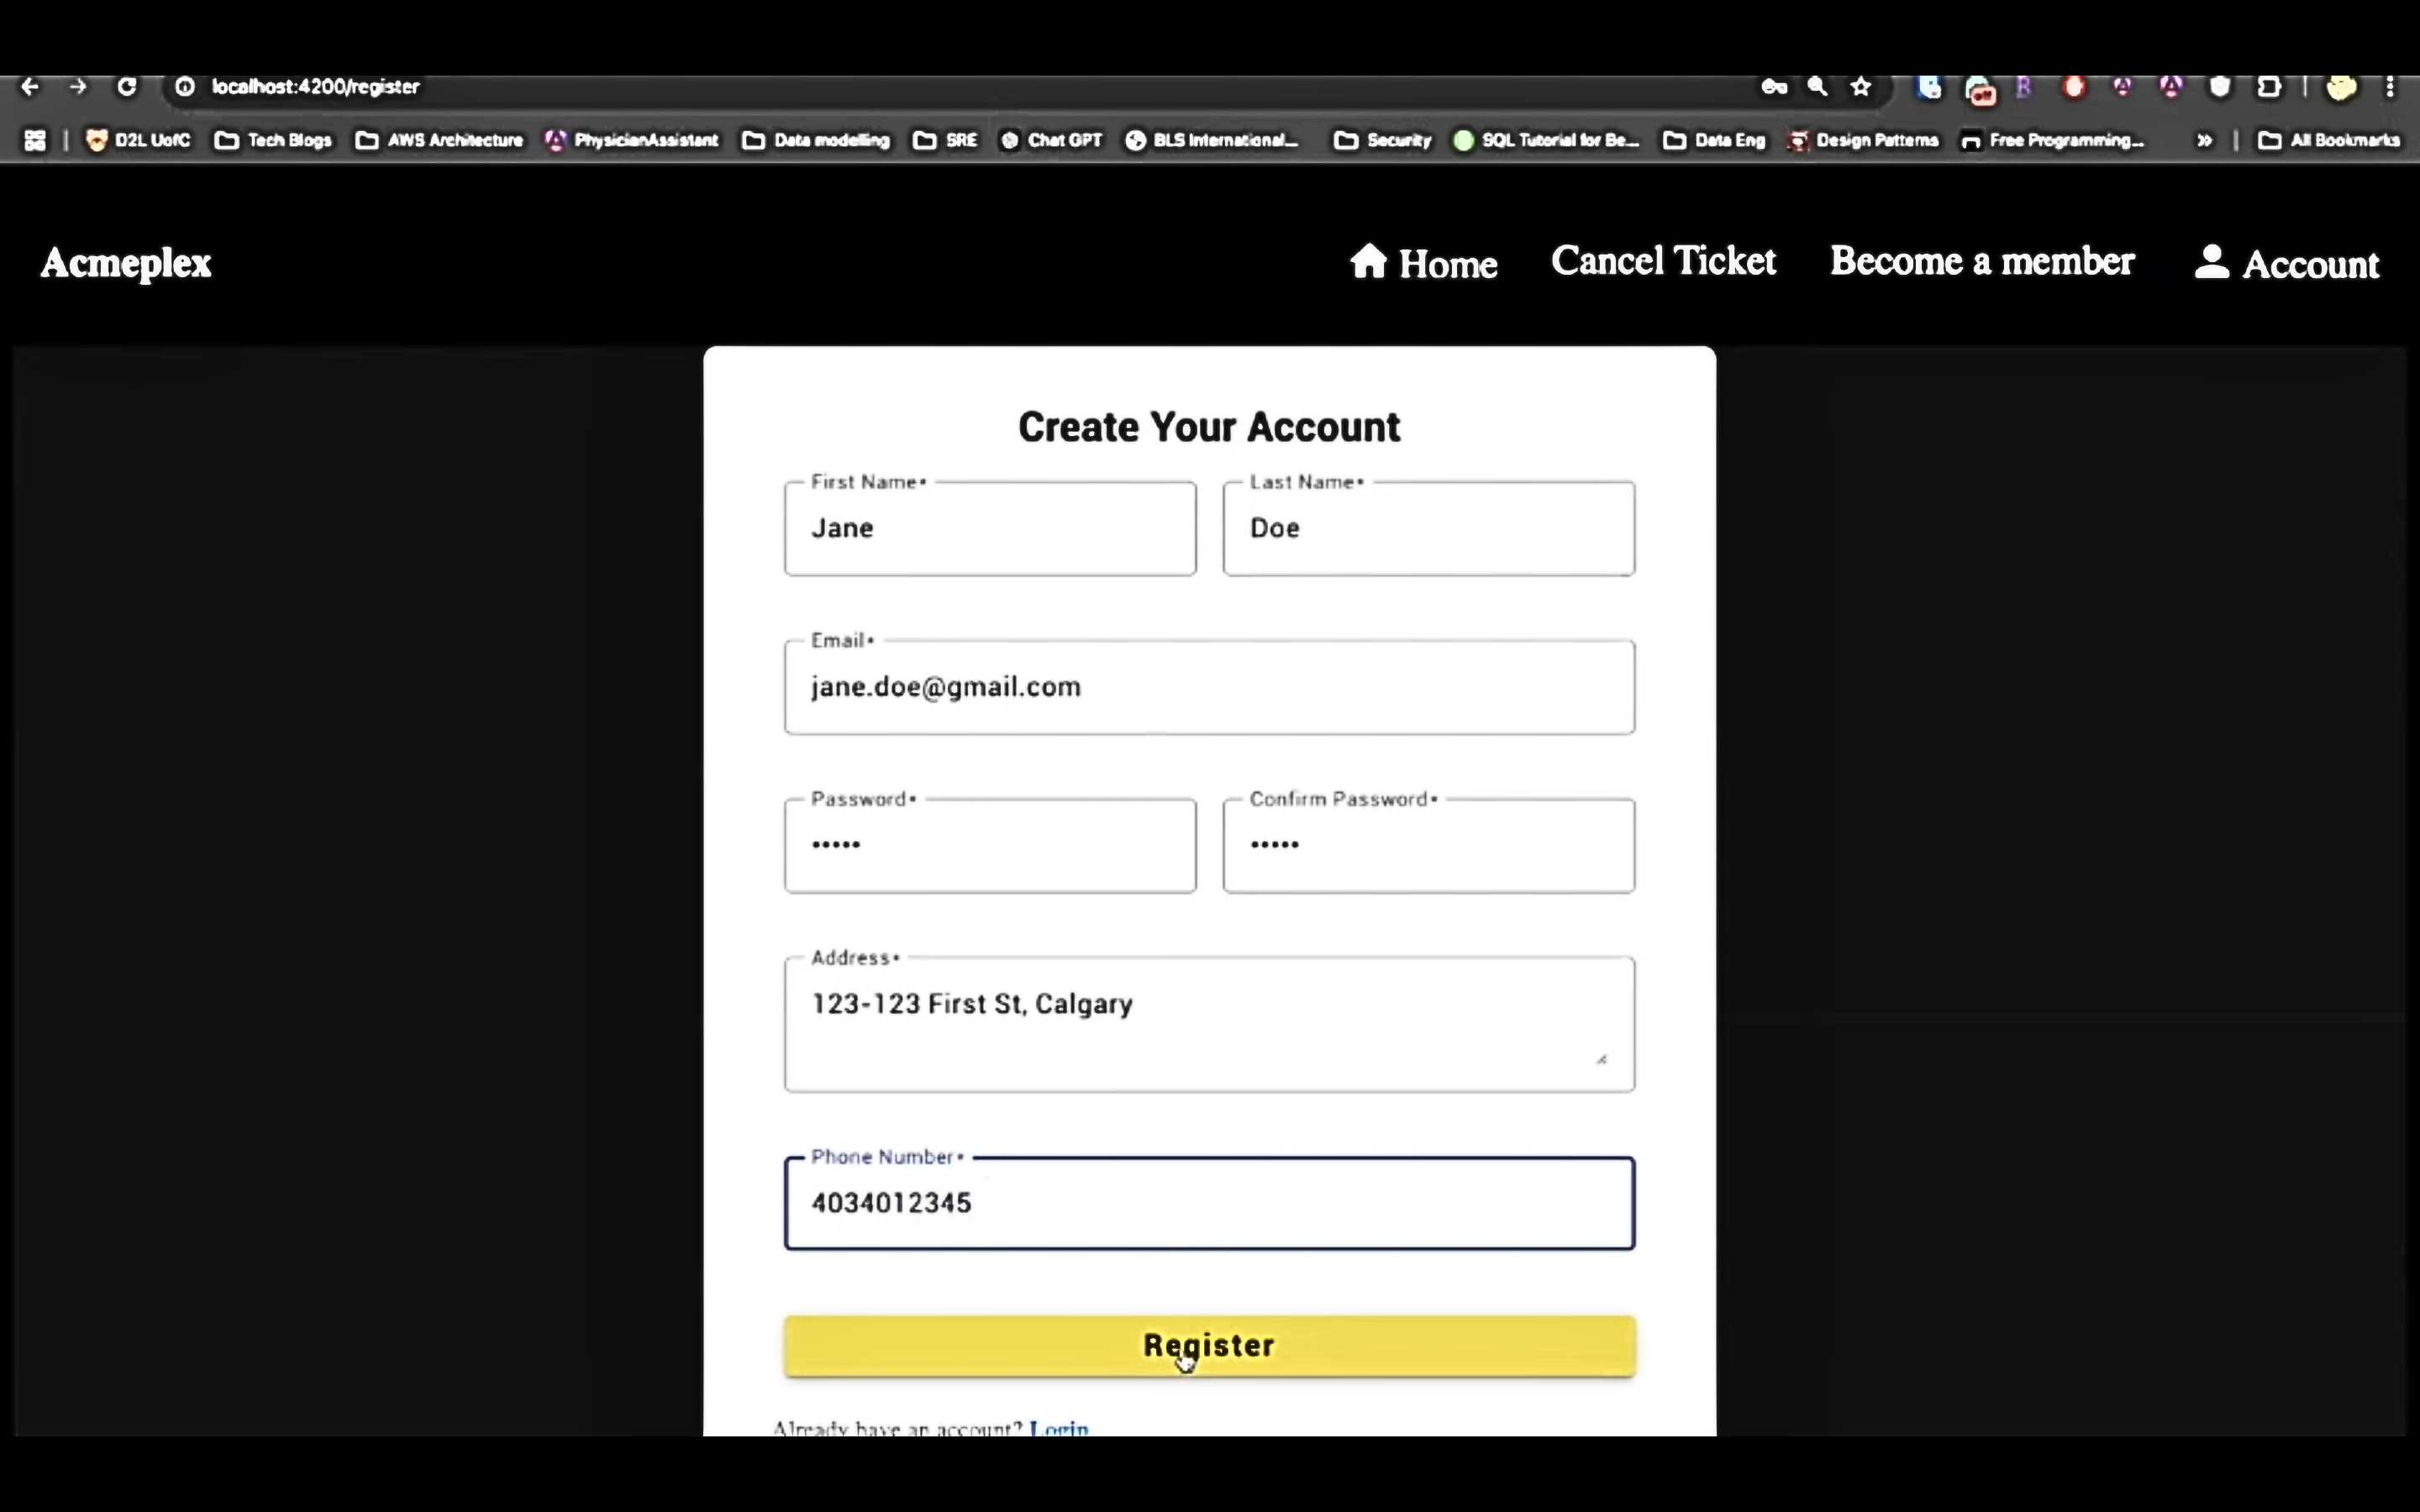 localhost:4200/register
D2L UofC Tech Blogs AWS Architecture PhysicianAssistant Data modelling SRE Chat GPT BLS International... Security SQL Tutorial for Be... Data Eng Design Patterns Free Programming... » All Bookmarks
Acmeplex Home Cancel Ticket Become a member Account
Create Your Account
First Name* Last Name*
Jane Doe
Email*
jane.doe@gmail.com
Password* Confirm Password*
••••• •••••
Address*
123-123 First St, Calgary
Phone Number*
4034012345
Register
Already have an account? Login